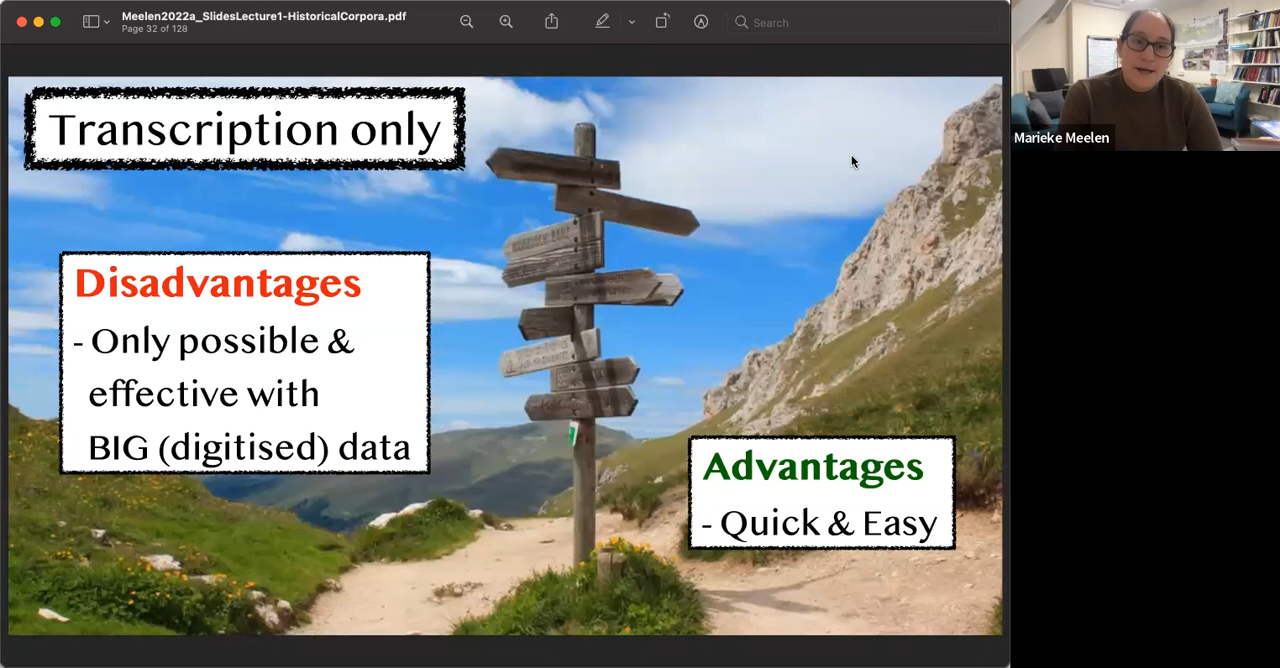 Meelen2022a_SlidesLecture1-HistoricalCorpora.pdf
Page 32 of 128
Search
Marieke Meelen
Transcription only
Disadvantages
- Only possible &
effective with
BIG (digitised) data
Advantages
- Quick & Easy